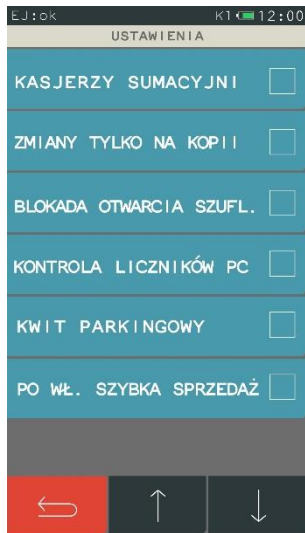 EJ:ok K1 12:00
USTAWIENIA
KASJERZY SUMACYJNI
ZMIANY TYLKO NA KOPII
BLOKADA OTWARCIA SZUFL.
KONTROLA LICZNIKÓW PC
KWIT PARKINGOWY
PO WŁ. SZYBKA SPRZEDAŻ